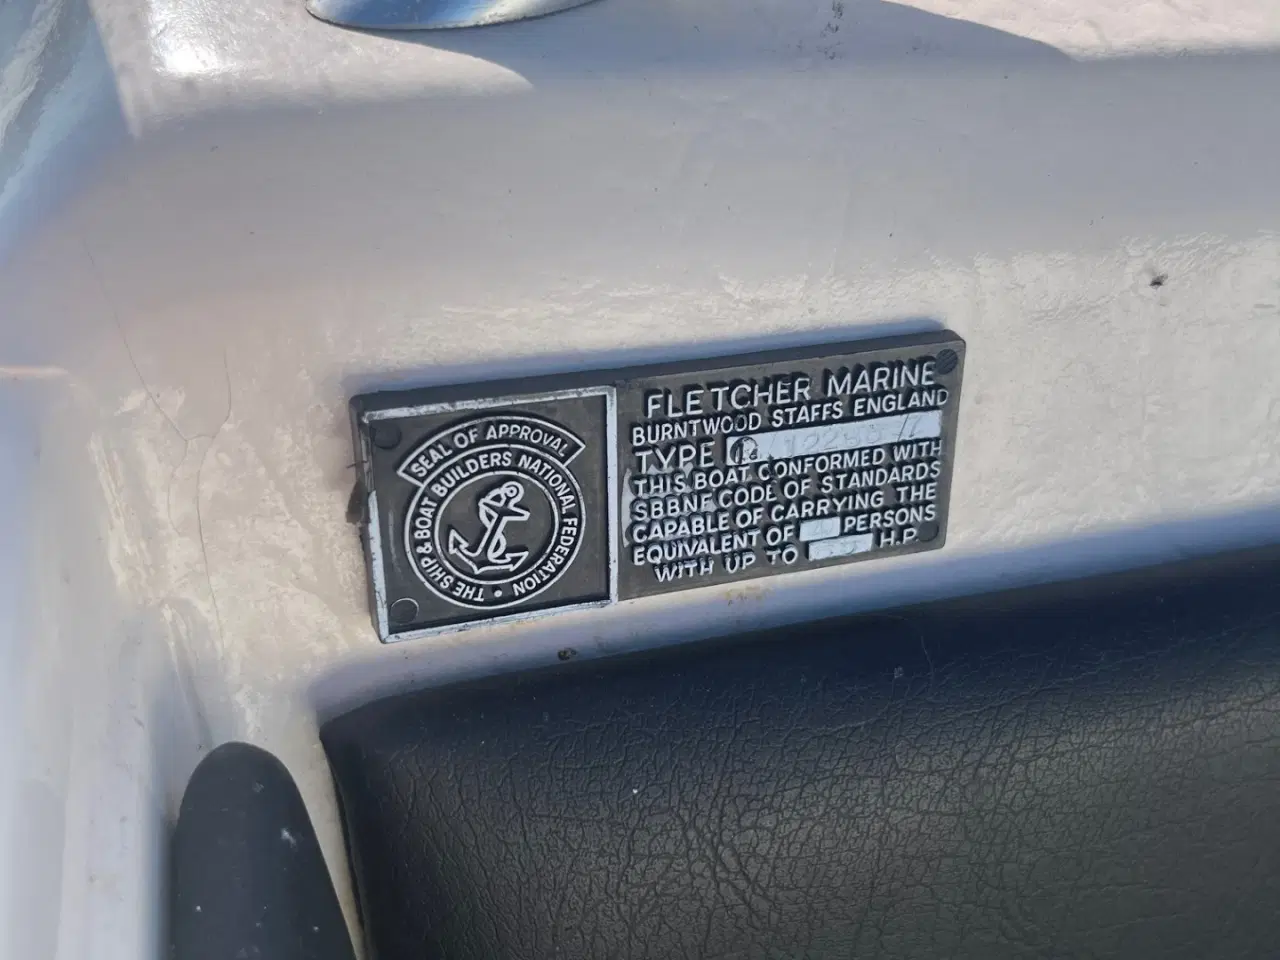 SEAL OF APPROVAL
THE SHIP & BOAT BUILDERS NATIONAL FEDERATION •
FLETCHER MARINE
BURNTWOOD STAFFS ENGLAND
TYPE
THIS BOAT CONFORMED WITH
SBBNF CODE OF STANDARDS
CAPABLE OF CARRYING THE
EQUIVALENT OF PERSONS
WITH UP TO H.P.